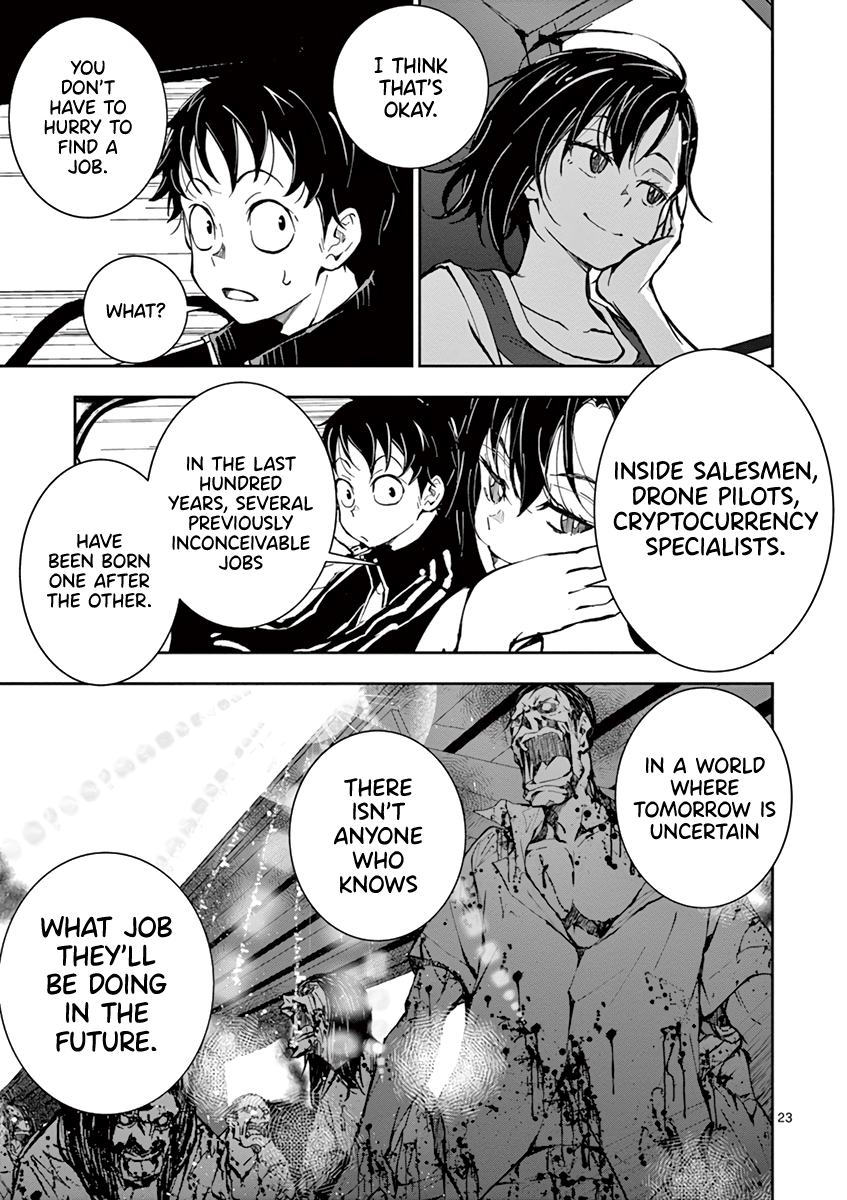 I THINK
THAT'S
OKAY.
YOU
DON'T
HAVE TO
HURRY TO
FIND A
JOB.
WHAT?
INSIDE SALESMEN,
DRONE PILOTS,
CRYPTOCURRENCY
SPECIALISTS.
IN THE LAST
HUNDRED
YEARS, SEVERAL
PREVIOUSLY
INCONCEIVABLE
JOBS
HAVE
BEEN BORN
ONE AFTER
THE OTHER.
IN A WORLD
WHERE
TOMORROW IS
UNCERTAIN
THERE
ISN'T
ANYONE
WHO
KNOWS
WHAT JOB
THEY'LL
BE DOING
IN THE
FUTURE.
23